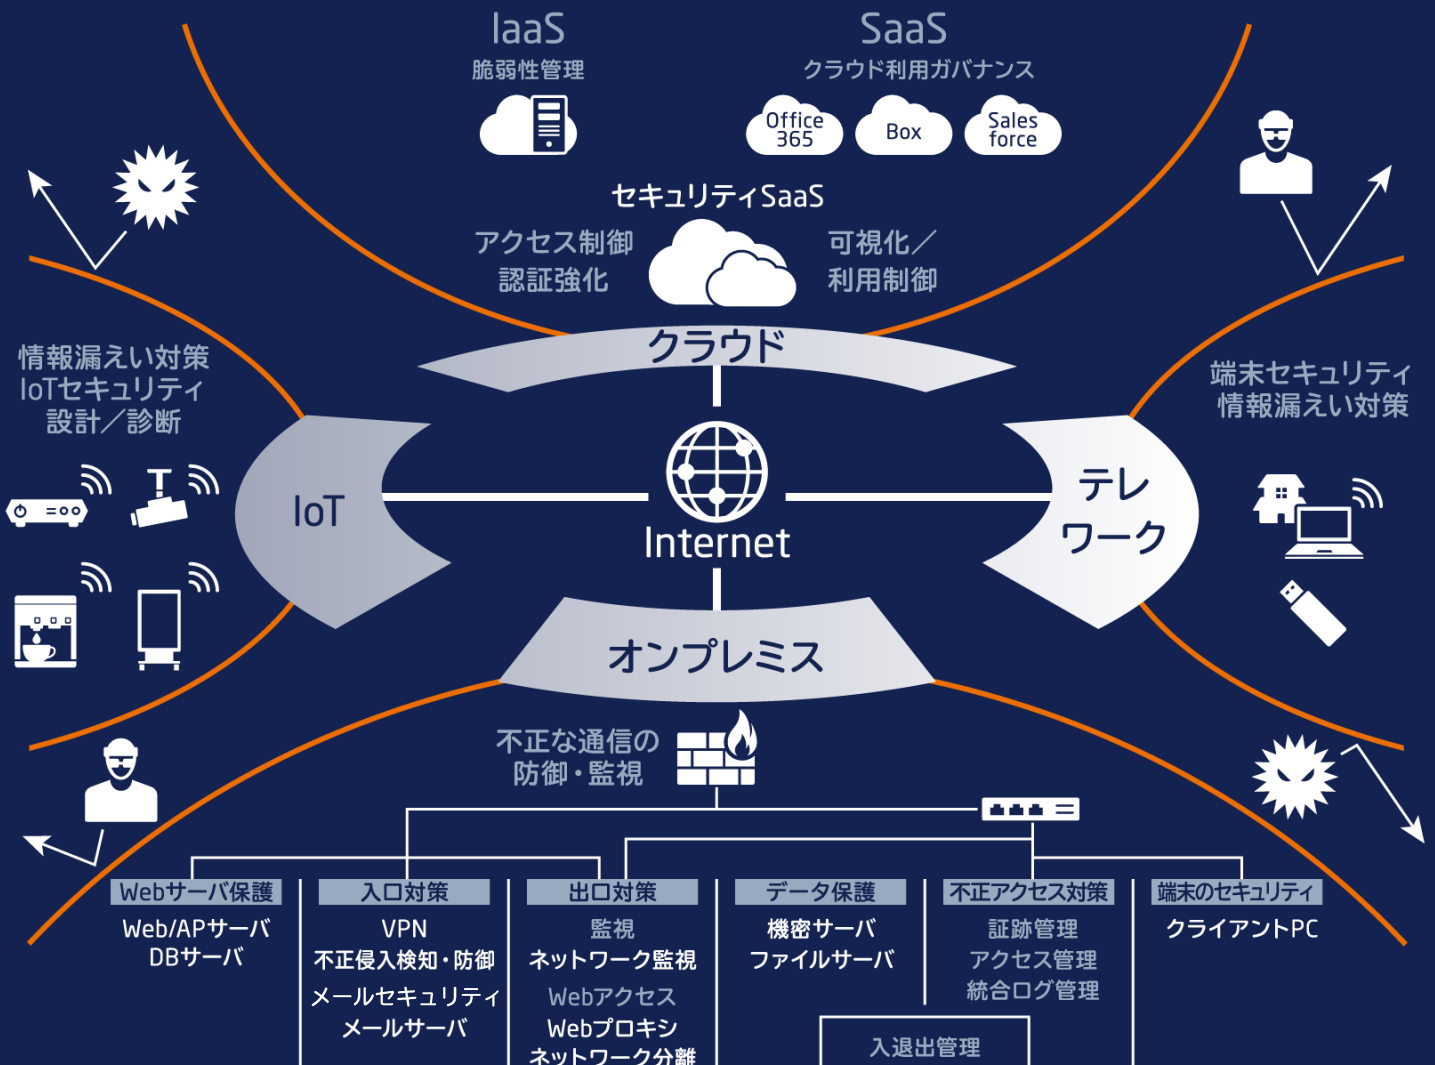 IaaS
脆弱性管理
SaaS
クラウド利用ガバナンス
Office
365
Box
Sales
force
セキュリティSaaS
アクセス制御
認証強化
可視化／
利用制御
クラウド
情報漏えい対策
IoTセキュリティ
設計／診断
端末セキュリティ
情報漏えい対策
IoT
Internet
テレ
ワーク
オンプレミス
不正な通信の
防御・監視
Webサーバ保護
Web/APサーバ
DBサーバ
入口対策
VPN
不正侵入検知・防御
メールセキュリティ
メールサーバ
出口対策
監視
ネットワーク監視
Webアクセス
Webプロキシ
ネットワーク分離
データ保護
機密サーバ
ファイルサーバ
不正アクセス対策
証跡管理
アクセス管理
統合ログ管理
入退出管理
端末のセキュリティ
クライアントPC